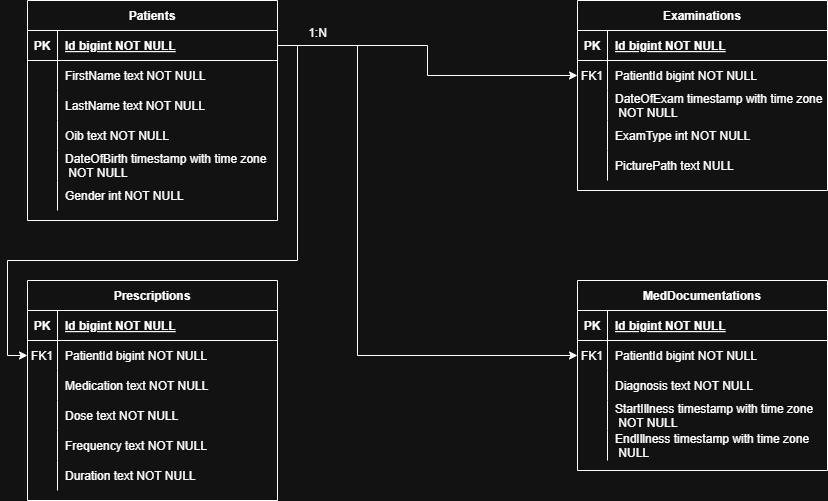 Patients
PK Id bigint NOT NULL
FirstName text NOT NULL
LastName text NOT NULL
Oib text NOT NULL
DateOfBirth timestamp with time zone
NOT NULL
Gender int NOT NULL
1:N
Examinations
PK Id bigint NOT NULL
FK1 PatientId bigint NOT NULL
DateOfExam timestamp with time zone
NOT NULL
ExamType int NOT NULL
PicturePath text NULL
Prescriptions
PK Id bigint NOT NULL
FK1 PatientId bigint NOT NULL
Medication text NOT NULL
Dose text NOT NULL
Frequency text NOT NULL
Duration text NOT NULL
MedDocumentations
PK Id bigint NOT NULL
FK1 PatientId bigint NOT NULL
Diagnosis text NOT NULL
StartIllness timestamp with time zone
NOT NULL
EndIllness timestamp with time zone
NULL